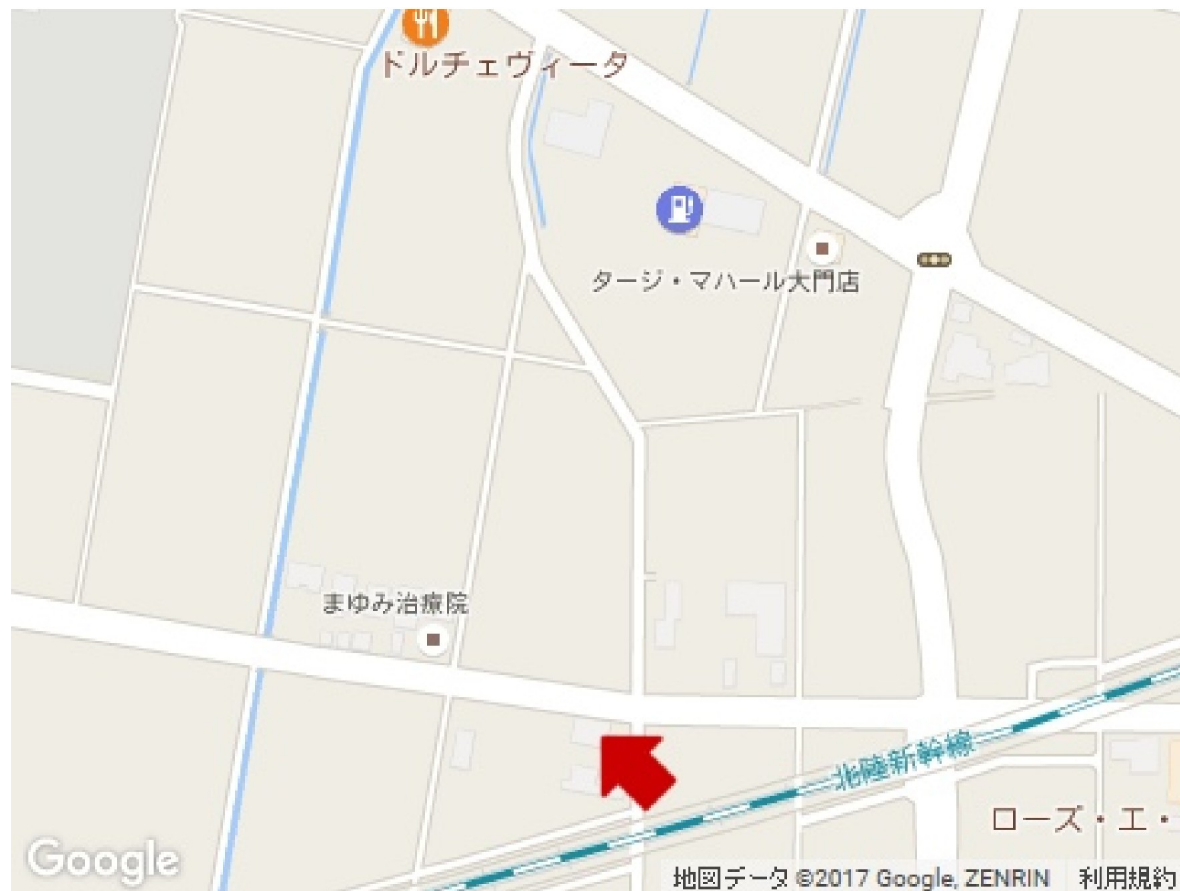 ドルチェヴィータ
タージ・マハール大門店
まゆみ治療院
北陸新幹線
ローズ・エ・
Google
地図データ ©2017 Google, ZENRIN 利用規約